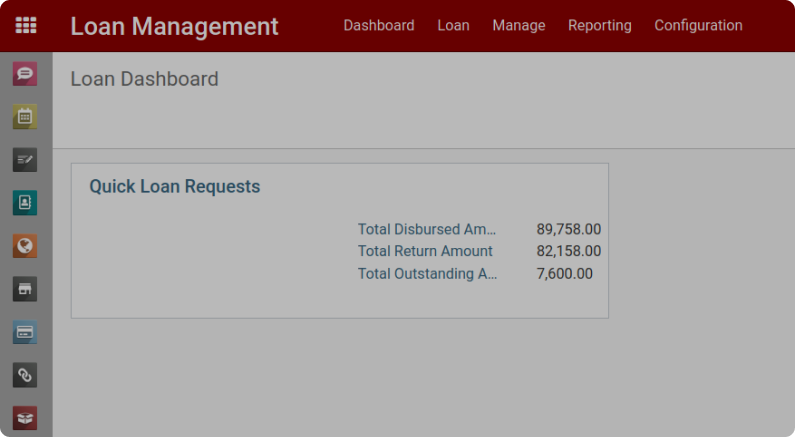 Loan Management Dashboard Loan Manage Reporting Configuration
Loan Dashboard
Quick Loan Requests
Total Disbursed Am... 89,758.00
Total Return Amount 82,158.00
Total Outstanding A... 7,600.00